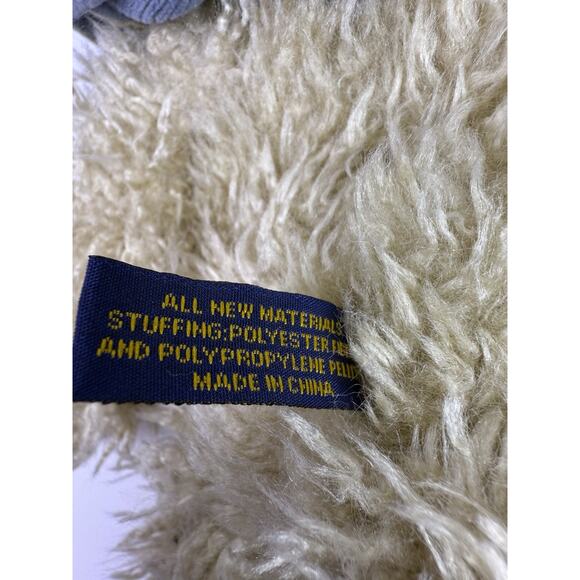 ALL NEW MATERIALS
STUFFING:POLYESTER
AND POLYPROPYLENE
MADE IN CHINA